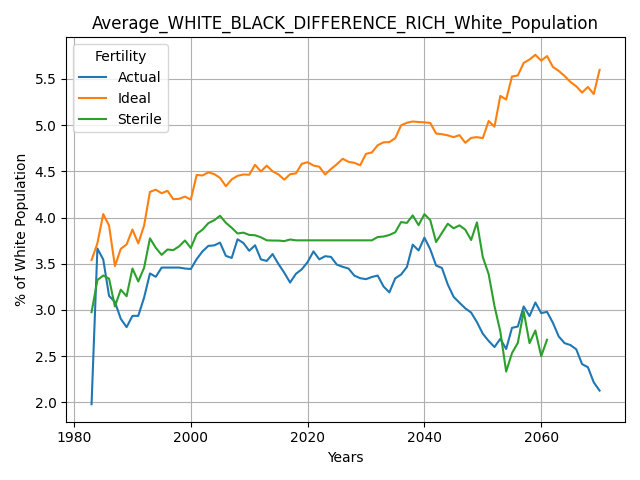 Average_WHITE_BLACK_DIFFERENCE_RICH_White_Population
Fertility
Actual
Ideal
Sterile
% of White Population
5.5
5.0
4.5
4.0
3.5
3.0
2.5
2.0
1980
2000
2020
2040
2060
Years